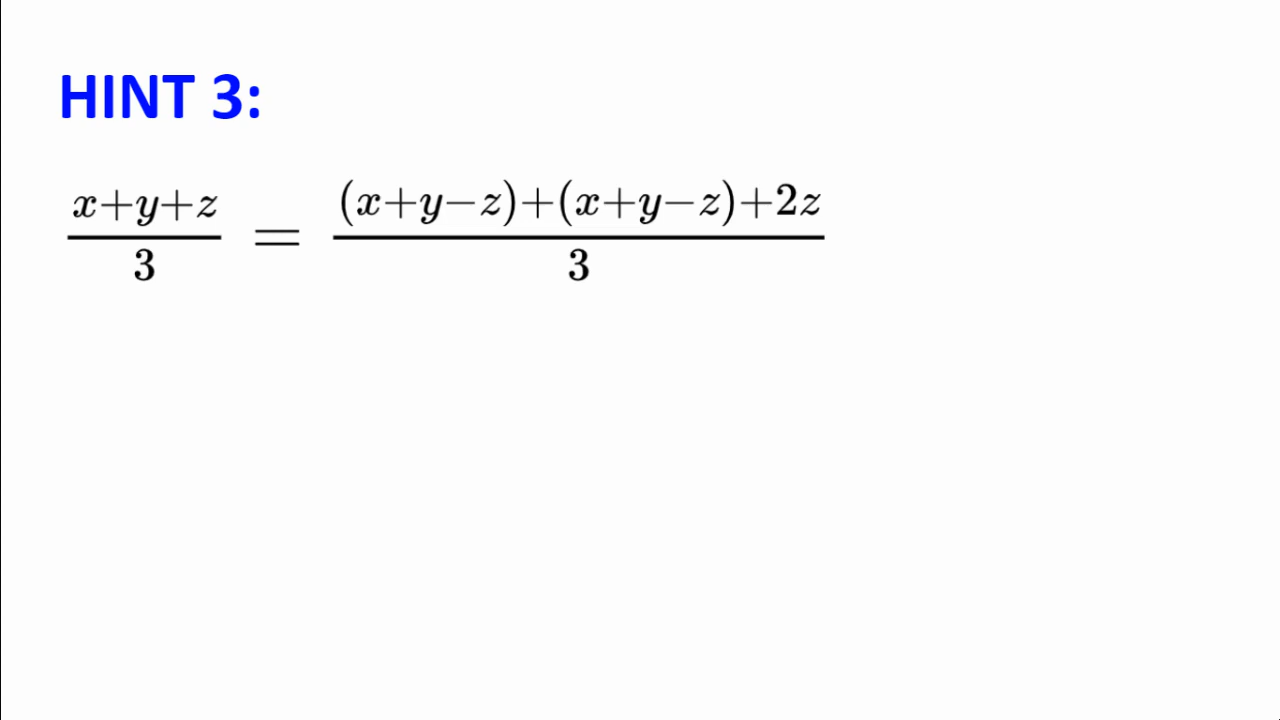 HINT 3:
x+y+z / 3 = (x+y−z)+(x+y−z)+2z / 3